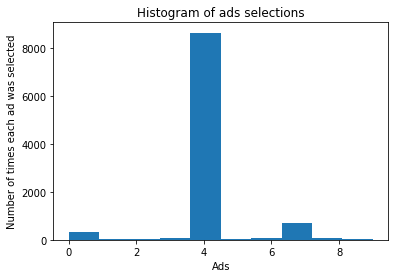 Histogram of ads selections
Number of times each ad was selected
8000
6000
4000
2000
0
0 2 4 6 8
Ads